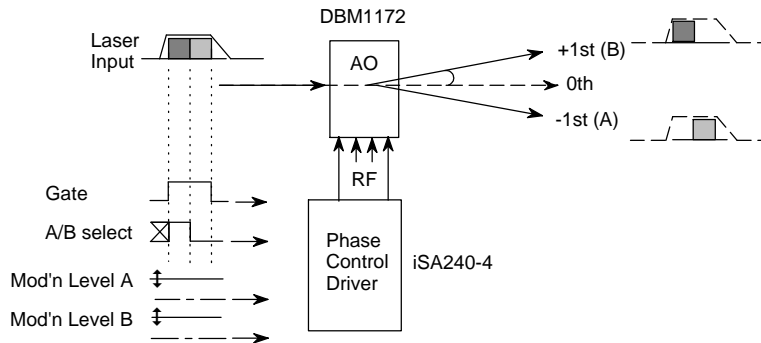 DBM1172
Laser
Input
AO
+1st (B)
0th
-1st (A)
RF
Gate
A/B select
Phase
Control
Driver
iSA240-4
Mod'n Level A
Mod'n Level B